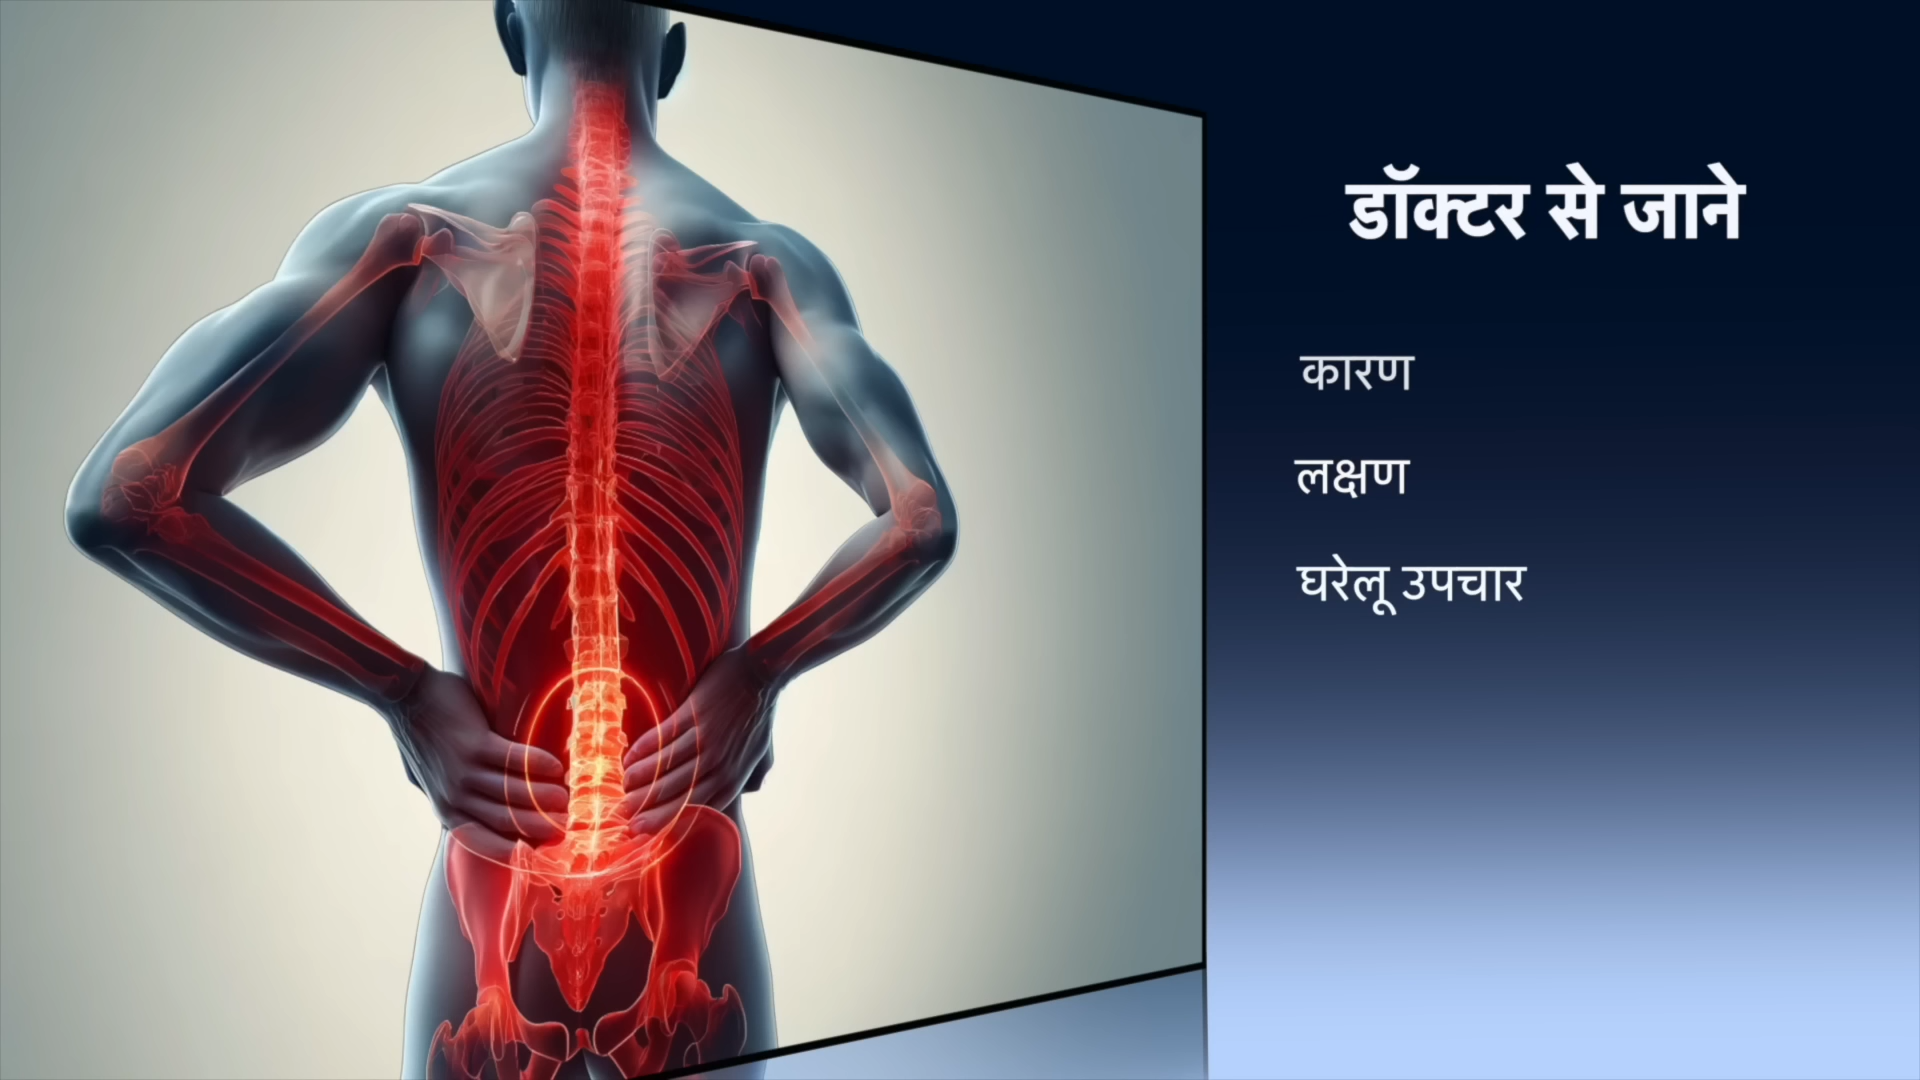 डॉक्टर से जाने
कारण
लक्षण
घरेलू उपचार